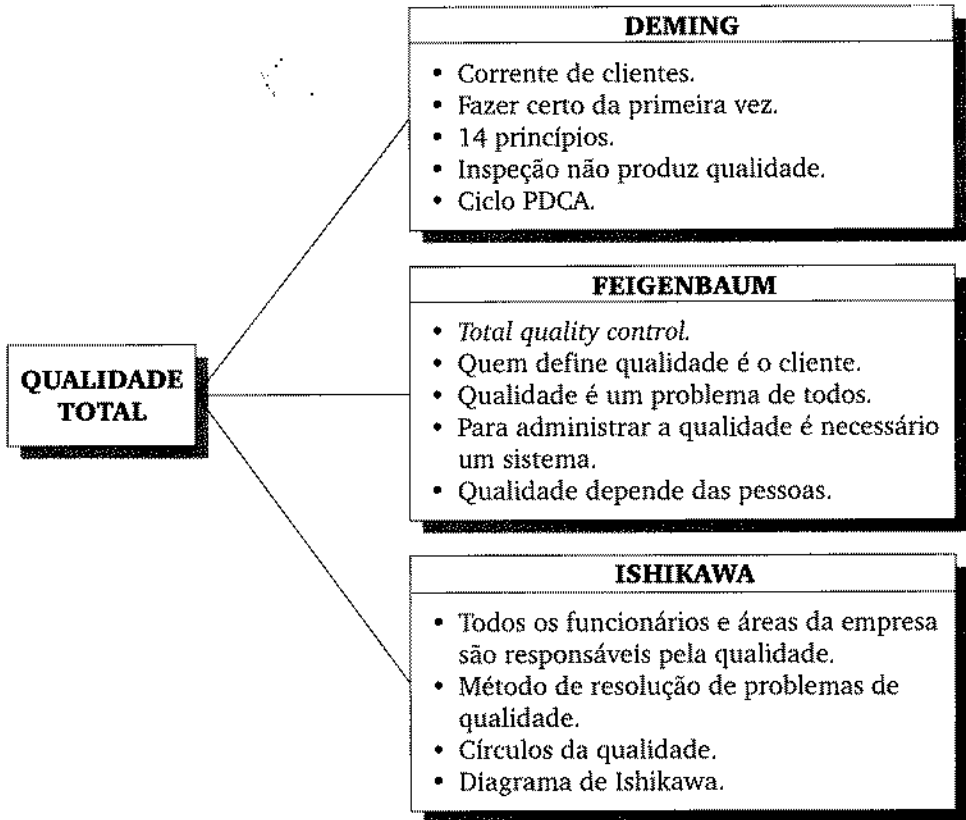 QUALIDADE
TOTAL
DEMING
• Corrente de clientes.
• Fazer certo da primeira vez.
• 14 princípios.
• Inspeção não produz qualidade.
• Ciclo PDCA.
FEIGENBAUM
• Total quality control.
• Quem define qualidade é o cliente.
• Qualidade é um problema de todos.
• Para administrar a qualidade é necessário
um sistema.
• Qualidade depende das pessoas.
ISHIKAWA
• Todos os funcionários e áreas da empresa
são responsáveis pela qualidade.
• Método de resolução de problemas de
qualidade.
• Círculos da qualidade.
• Diagrama de Ishikawa.